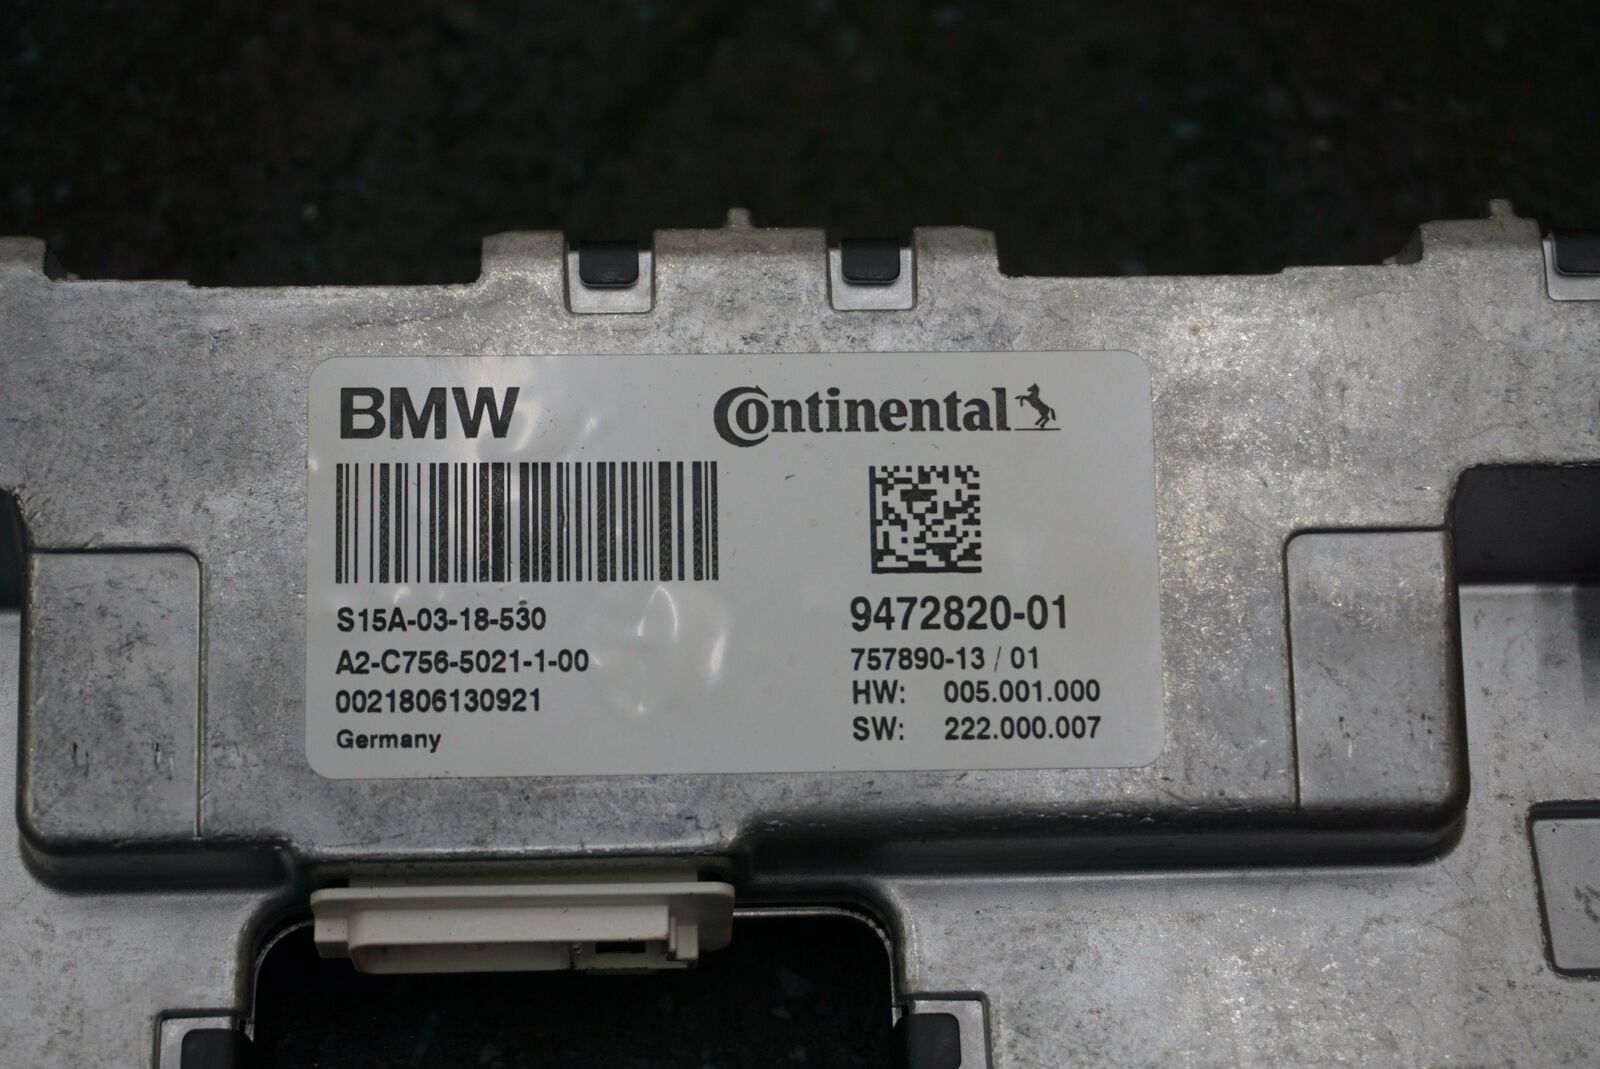 BMW
Continental
S15A-03-18-530
A2-C756-5021-1-00
0021806130921
Germany
9472820-01
757890-13 / 01
HW: 005.001.000
SW: 222.000.007